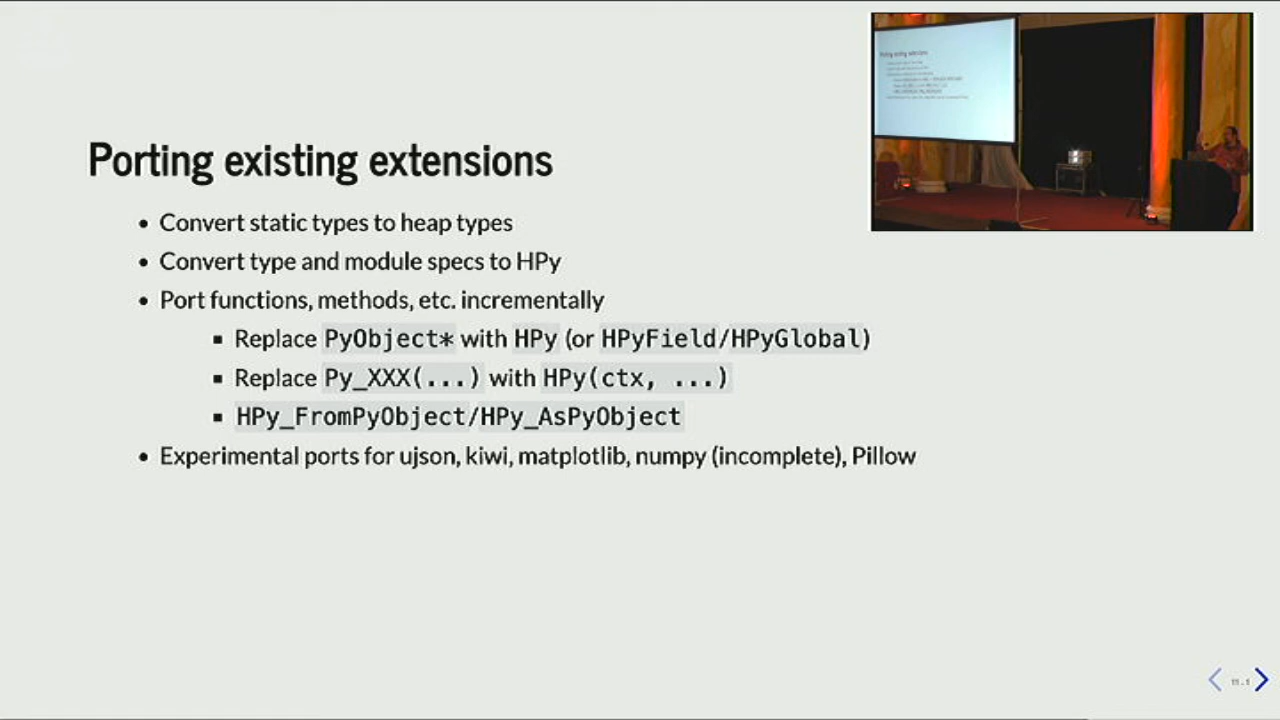 Porting existing extensions
Convert static types to heap types
Convert type and module specs to HPy
Port functions, methods, etc. incrementally
Replace PyObject* with HPy (or HPyField/HPyGlobal)
Replace Py_XXX(...) with HPy(ctx, ...)
HPy_FromPyObject/HPy_AsPyObject
Experimental ports for ujson, kiwi, matplotlib, numpy (incomplete), Pillow
11.1